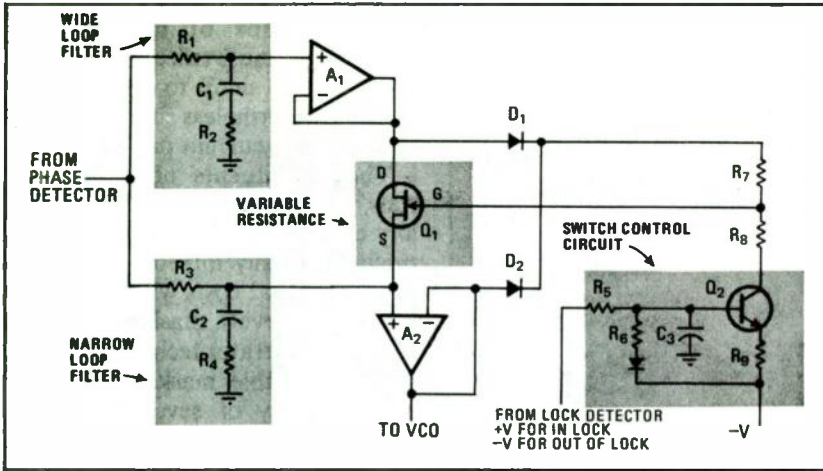 WIDE
LOOP
FILTER
R1
C1
R2
+
A1
−
D1
FROM
PHASE
DETECTOR
D
G
S
Q1
VARIABLE
RESISTANCE
R7
R8
SWITCH CONTROL
CIRCUIT
R3
C2
R4
NARROW
LOOP
FILTER
D2
+
−
A2
R5
R6
C3
Q2
R9
TO VCO
FROM LOCK DETECTOR
+V FOR IN LOCK
−V FOR OUT OF LOCK
−V